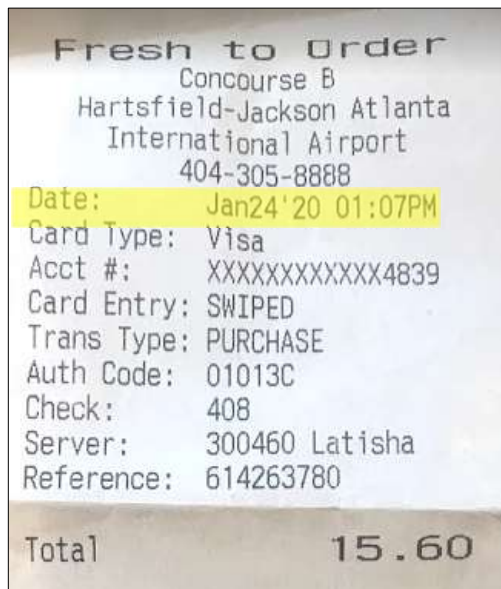 Fresh to Order
Concourse B
Hartsfield-Jackson Atlanta
International Airport
404-305-8888
Date: Jan24'20 01:07PM
Card Type: Visa
Acct #: XXXXXXXXXXXX4839
Card Entry: SWIPED
Trans Type: PURCHASE
Auth Code: 01013C
Check: 408
Server: 300460 Latisha
Reference: 614263780
Total 15.60